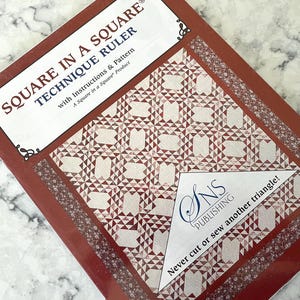 SQUARE IN A SQUARE®
TECHNIQUE RULER
with Instructions & Pattern
A Square in a Square® Product
SNS
PUBLISHING
Never cut or sew another triangle!